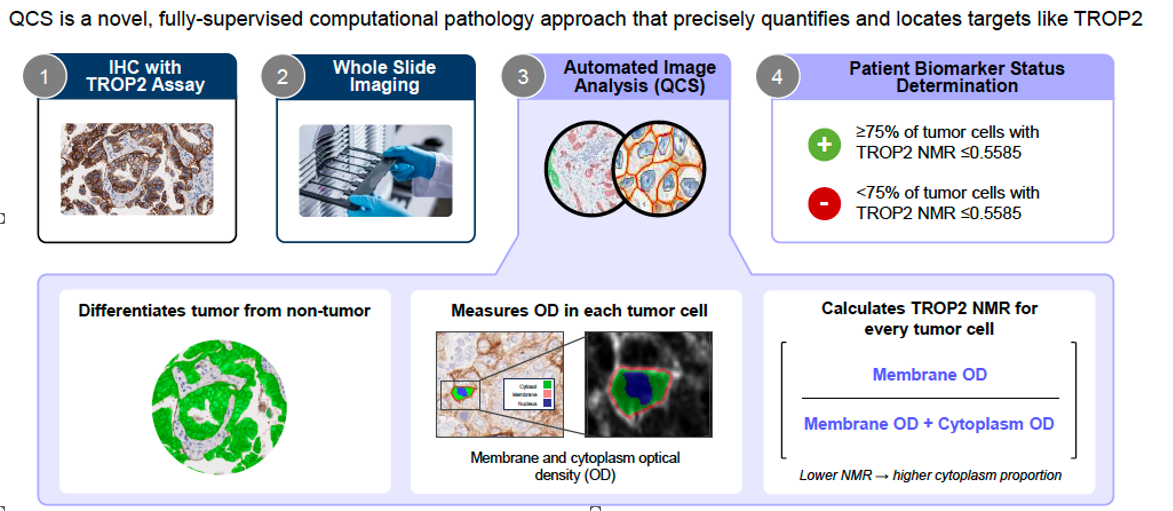 QCS is a novel, fully-supervised computational pathology approach that precisely quantifies and locates targets like TROP2
1
IHC with
TROP2 Assay
2
Whole Slide
Imaging
3
Automated Image
Analysis (QCS)
4
Patient Biomarker Status
Determination
+
≥75% of tumor cells with
TROP2 NMR ≤0.5585
-
<75% of tumor cells with
TROP2 NMR ≤0.5585
Differentiates tumor from non-tumor
Measures OD in each tumor cell
Cytosol
Membrane
Nucleus
Membrane and cytoplasm optical
density (OD)
Calculates TROP2 NMR for
every tumor cell
Membrane OD
Membrane OD + Cytoplasm OD
Lower NMR → higher cytoplasm proportion